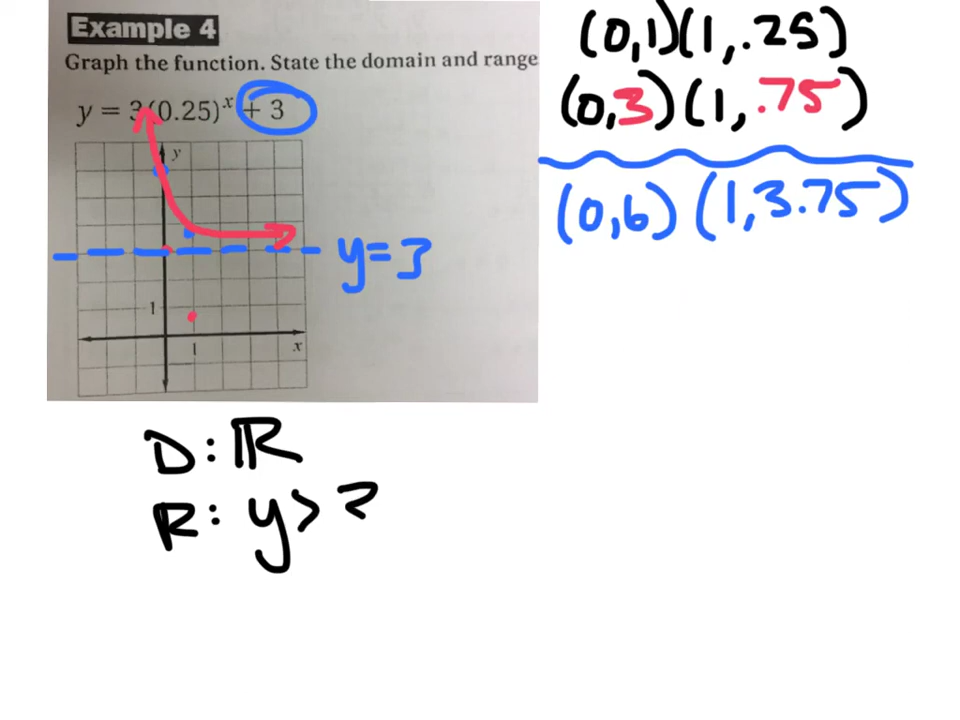 Example 4
Graph the function. State the domain and range
y = 3(0.25)^x + 3
y
1
1
x
y=3
(0,1)(1,.25)
(0,3)(1,.75)
(0,6)(1,3.75)
D: ℝ
R: y>